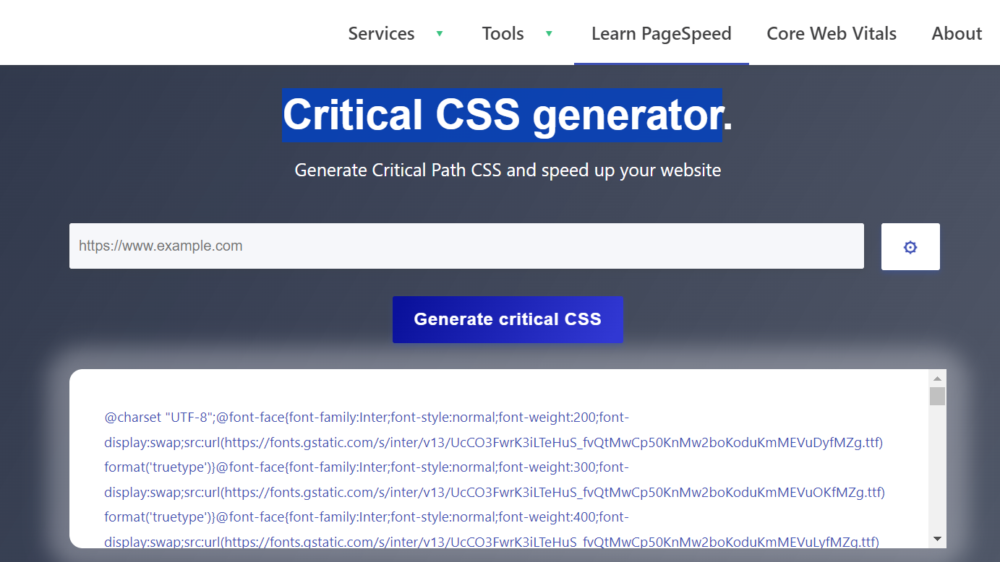 Services ▼ Tools ▼ Learn PageSpeed Core Web Vitals About
Critical CSS generator.
Generate Critical Path CSS and speed up your website
https://www.example.com
Generate critical CSS
@charset "UTF-8";@font-face{font-family:Inter;font-style:normal;font-weight:200;font-
display:swap;src:url(https://fonts.gstatic.com/s/inter/v13/UcCO3FwrK3iLTeHuS_fvQtMwCp50KnMw2boKoduKmMEVuDyfMZg.ttf)
format('truetype')}@font-face{font-family:Inter;font-style:normal;font-weight:300;font-
display:swap;src:url(https://fonts.gstatic.com/s/inter/v13/UcCO3FwrK3iLTeHuS_fvQtMwCp50KnMw2boKoduKmMEVuOKfMZg.ttf)
format('truetype')}@font-face{font-family:Inter;font-style:normal;font-weight:400;font-
display:swap;src:url(https://fonts.gstatic.com/s/inter/v13/UcCO3FwrK3iLTeHuS_fvQtMwCp50KnMw2boKoduKmMEVuLyfMZg.ttf)